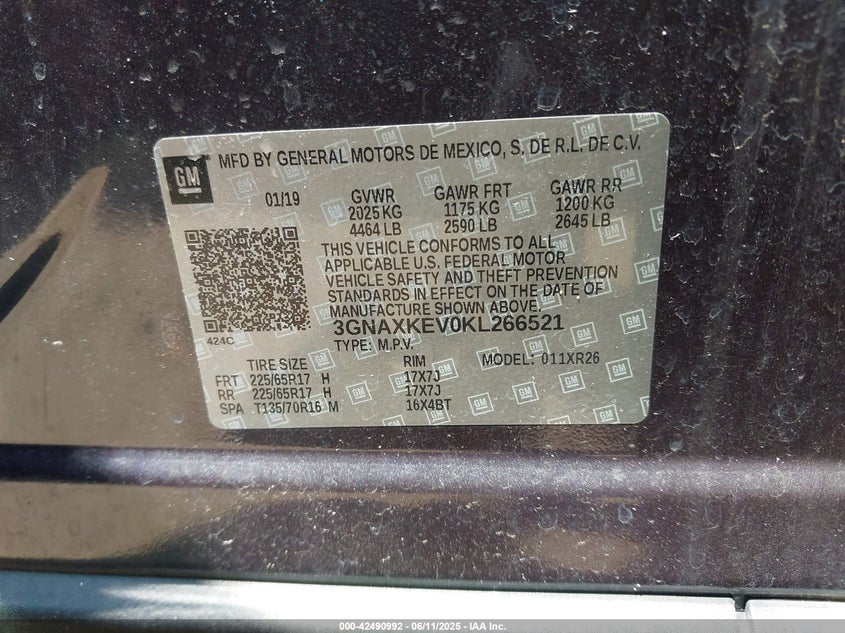 GM
MFD BY GENERAL MOTORS DE MEXICO, S. DE R.L. DE C.V.
01/19 GVWR GAWR FRT GAWR RR
2025 KG 1175 KG 1200 KG
4464 LB 2590 LB 2645 LB
THIS VEHICLE CONFORMS TO ALL
APPLICABLE U.S. FEDERAL MOTOR
VEHICLE SAFETY AND THEFT PREVENTION
STANDARDS IN EFFECT ON THE DATE OF
MANUFACTURE SHOWN ABOVE.
424C 3GNAXKEV0KL266521
TYPE: M.P.V.
TIRE SIZE RIM MODEL: 011XR26
FRT 225/65R17 H 17X7J
RR 225/65R17 H 17X7J
SPA T135/70R16 M 16X4BT
000-42490992 - 06/11/2025 - IAA Inc.